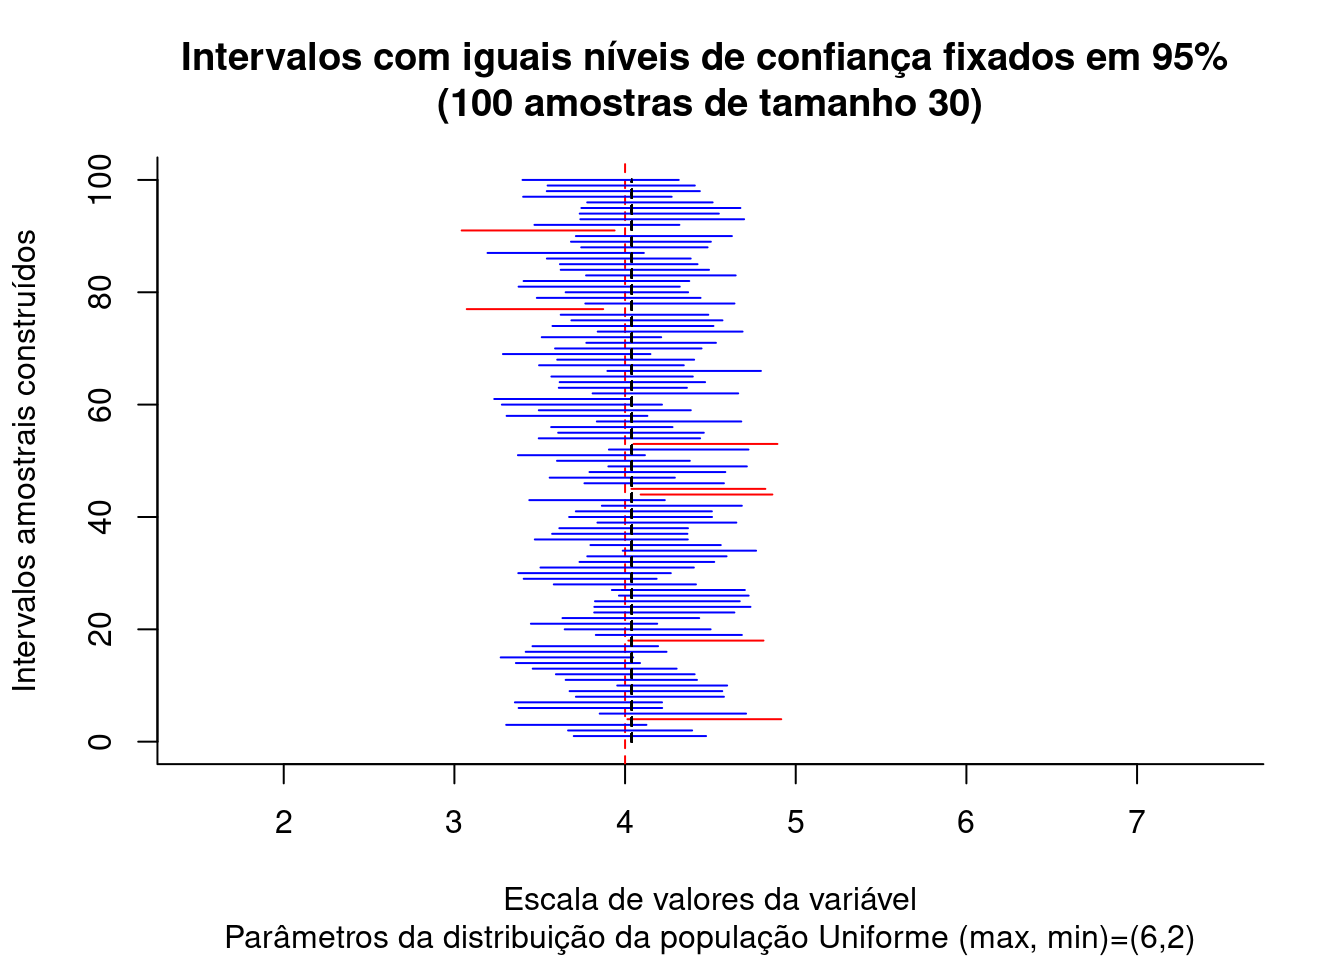 Intervalos com iguais níveis de confiança fixados em 95%
(100 amostras de tamanho 30)
Intervalos amostrais construídos
100
80
60
40
20
0
2 3 4 5 6 7
Escala de valores da variável
Parâmetros da distribuição da população Uniforme (max, min)=(6,2)